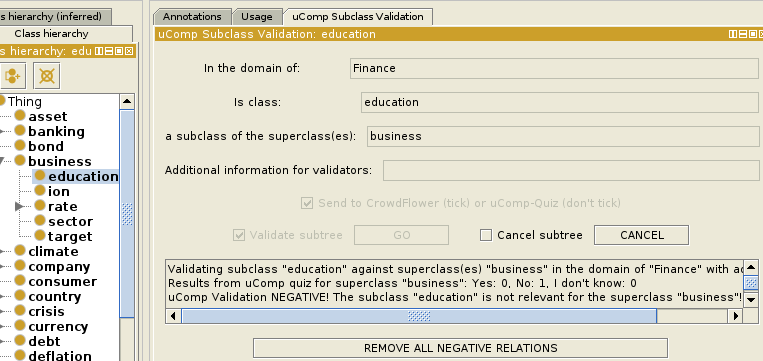 s hierarchy (inferred)
Class hierarchy
s hierarchy: edu
Thing
asset
banking
bond
business
education
ion
rate
sector
target
climate
company
consumer
country
crisis
currency
debt
deflation
Annotations
Usage
uComp Subclass Validation
uComp Subclass Validation: education
In the domain of:
Finance
Is class:
education
a subclass of the superclass(es):
business
Additional information for validators:
Send to CrowdFlower (tick) or uComp-Quiz (don't tick)
Validate subtree
GO
Cancel subtree
CANCEL
Validating subclass "education" against superclass(es) "business" in the domain of "Finance" with
Results from uComp quiz for superclass "business": Yes: 0, No: 1, I don't know: 0
uComp Validation NEGATIVE! The subclass "education" is not relevant for the superclass "business"!
REMOVE ALL NEGATIVE RELATIONS